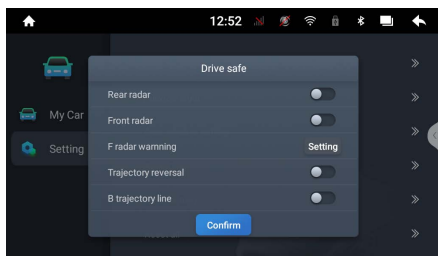 12:52
Drive safe
Rear radar
Front radar
F radar warnning Setting
Trajectory reversal
B trajectory line
Confirm
My Car
Setting